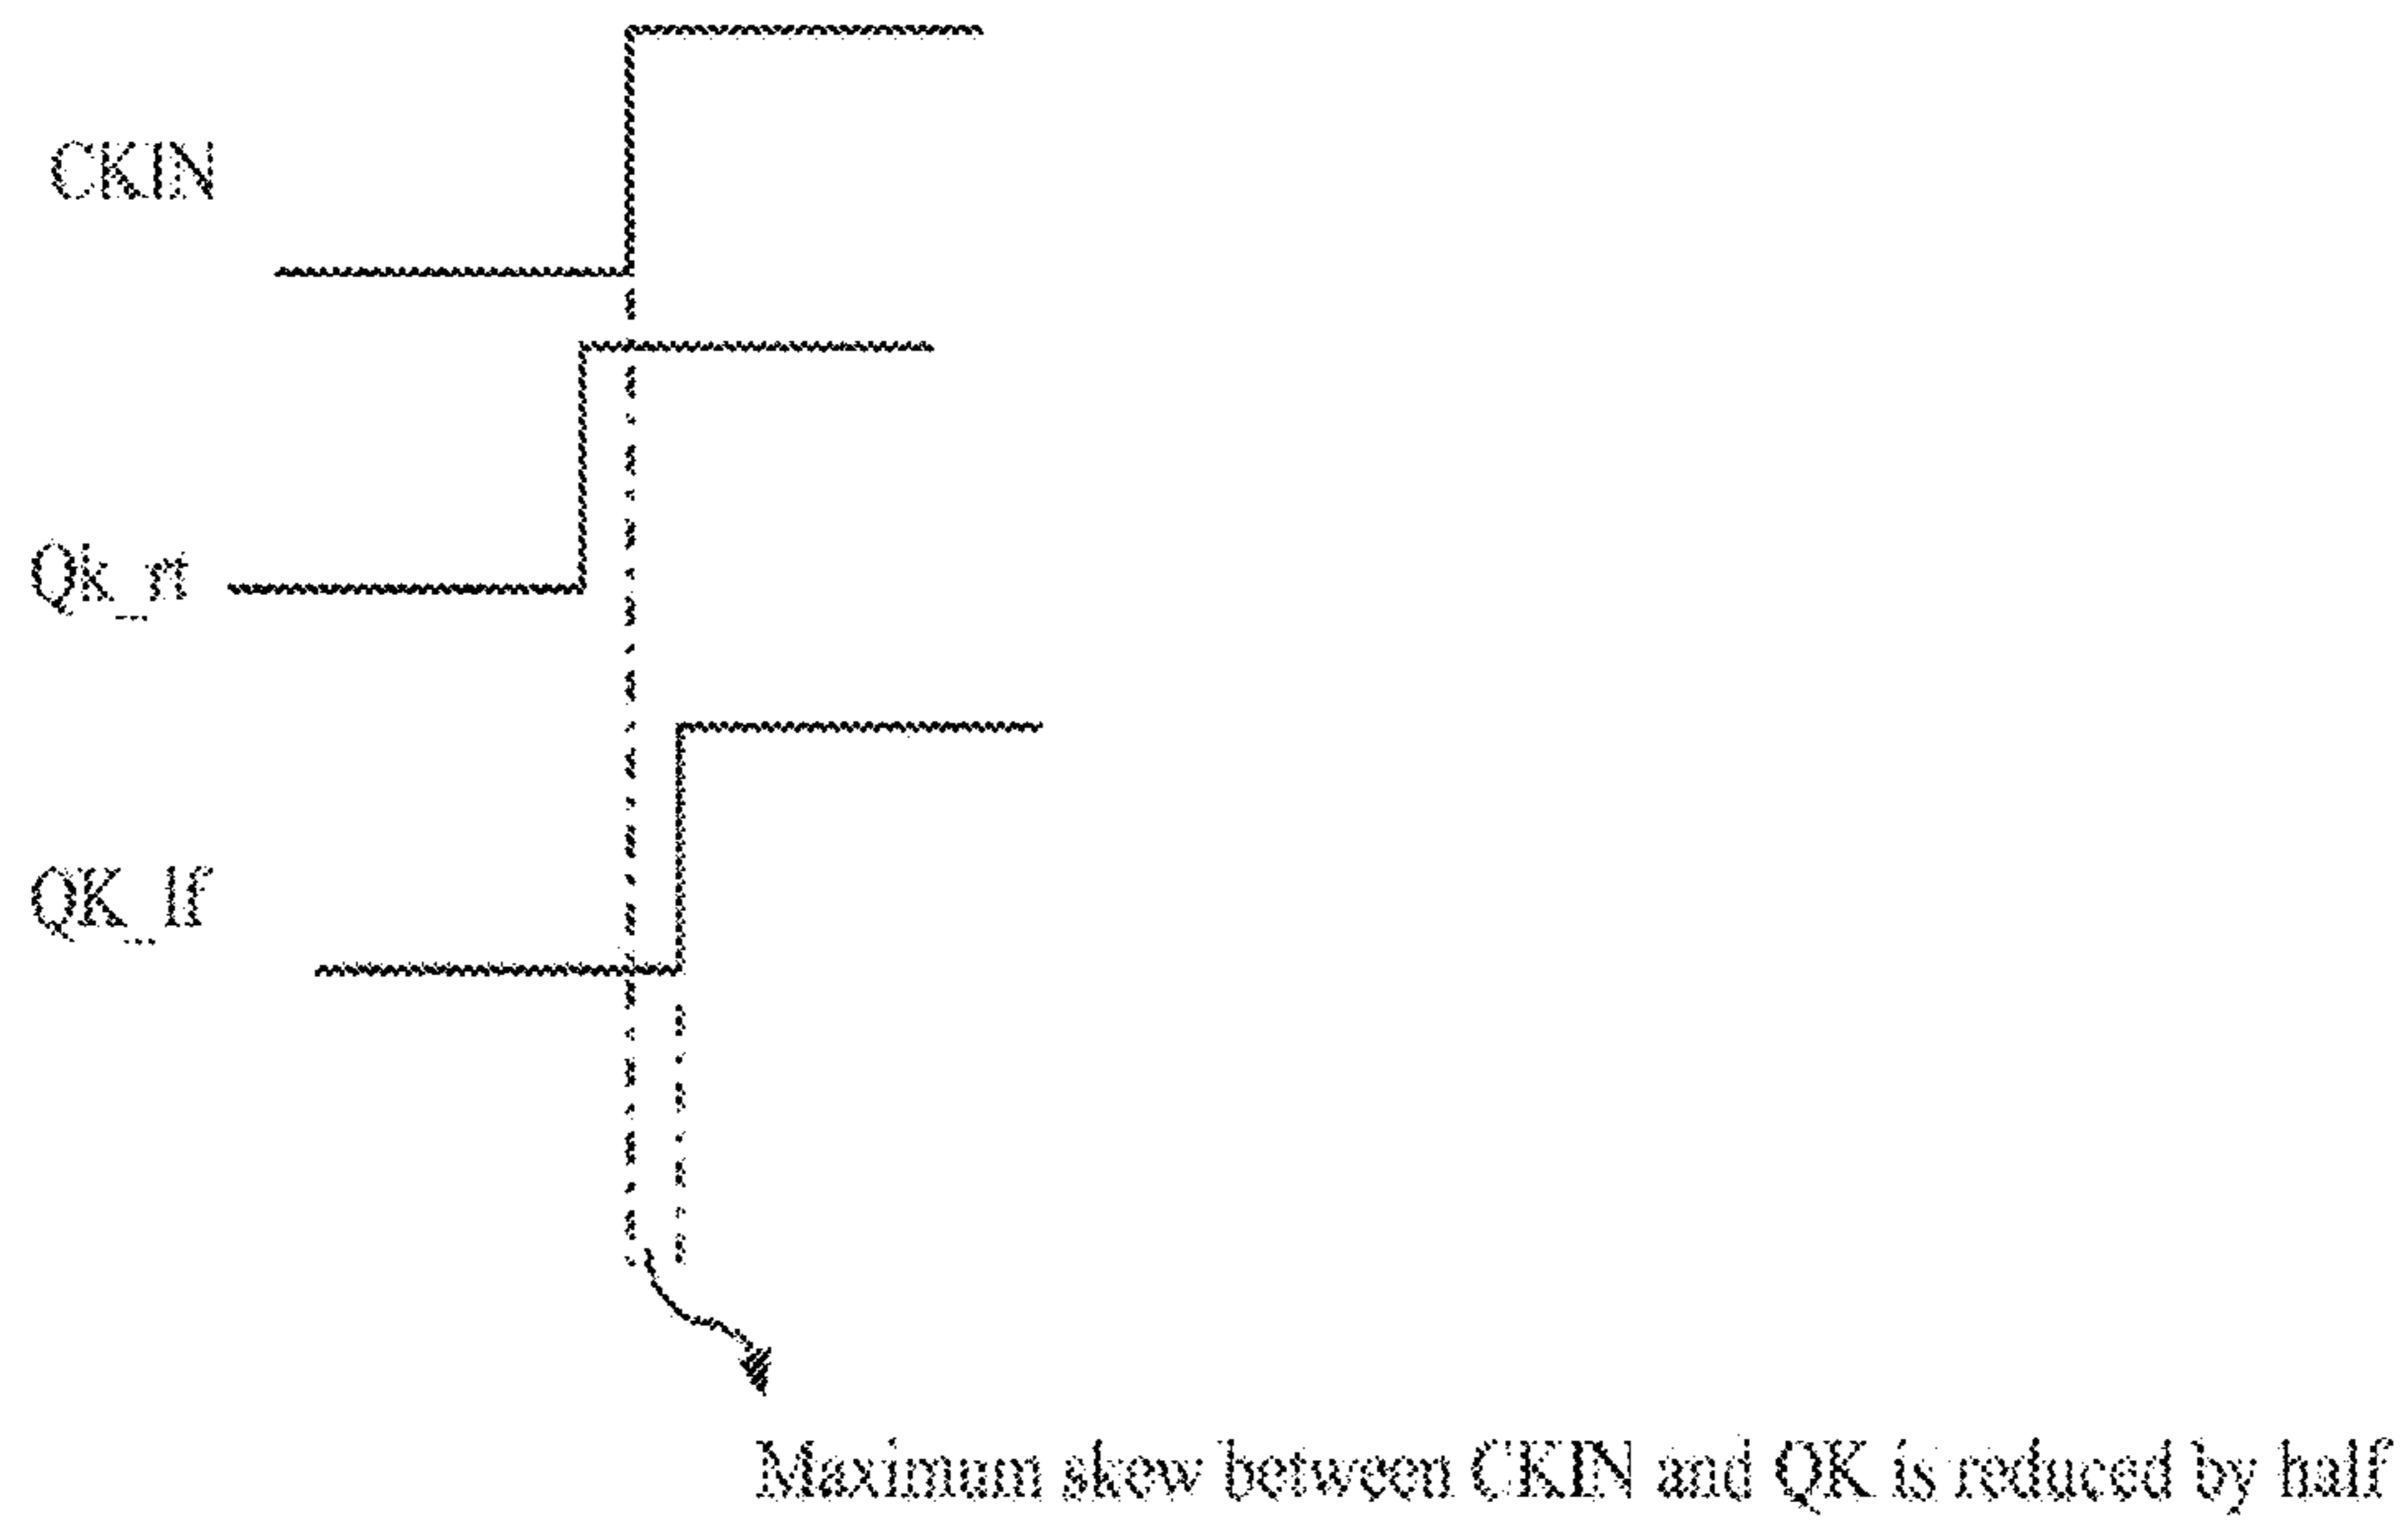 CKIN
Qk_rt
QK_lf
Maximum skew between CKIN and QK is reduced by half